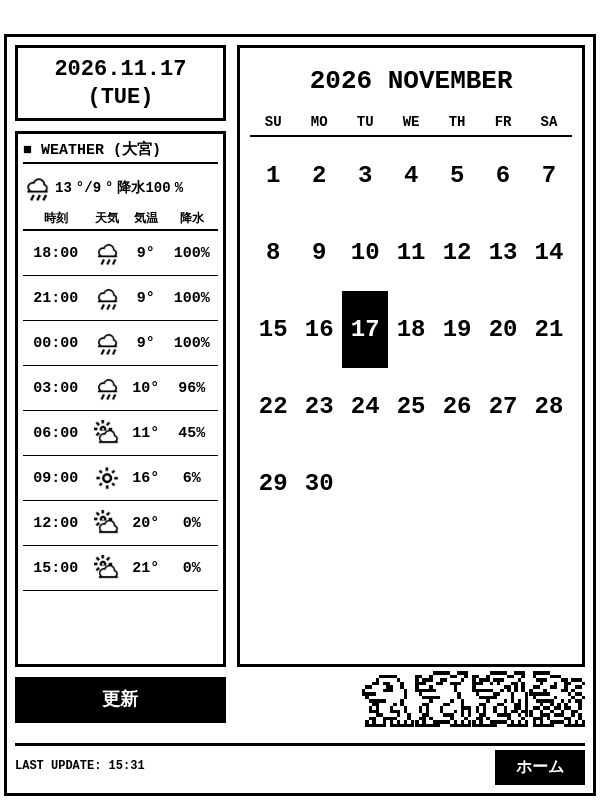 2026.11.17
(TUE)
■ WEATHER (大宮)
13°/9° 降水100%
時刻 天気 気温 降水
18:00 9° 100%
21:00 9° 100%
00:00 9° 100%
03:00 10° 96%
06:00 11° 45%
09:00 16° 6%
12:00 20° 0%
15:00 21° 0%
2026 NOVEMBER
SU MO TU WE TH FR SA
1 2 3 4 5 6 7
8 9 10 11 12 13 14
15 16 17 18 19 20 21
22 23 24 25 26 27 28
29 30
更新
LAST UPDATE: 15:31
ホーム